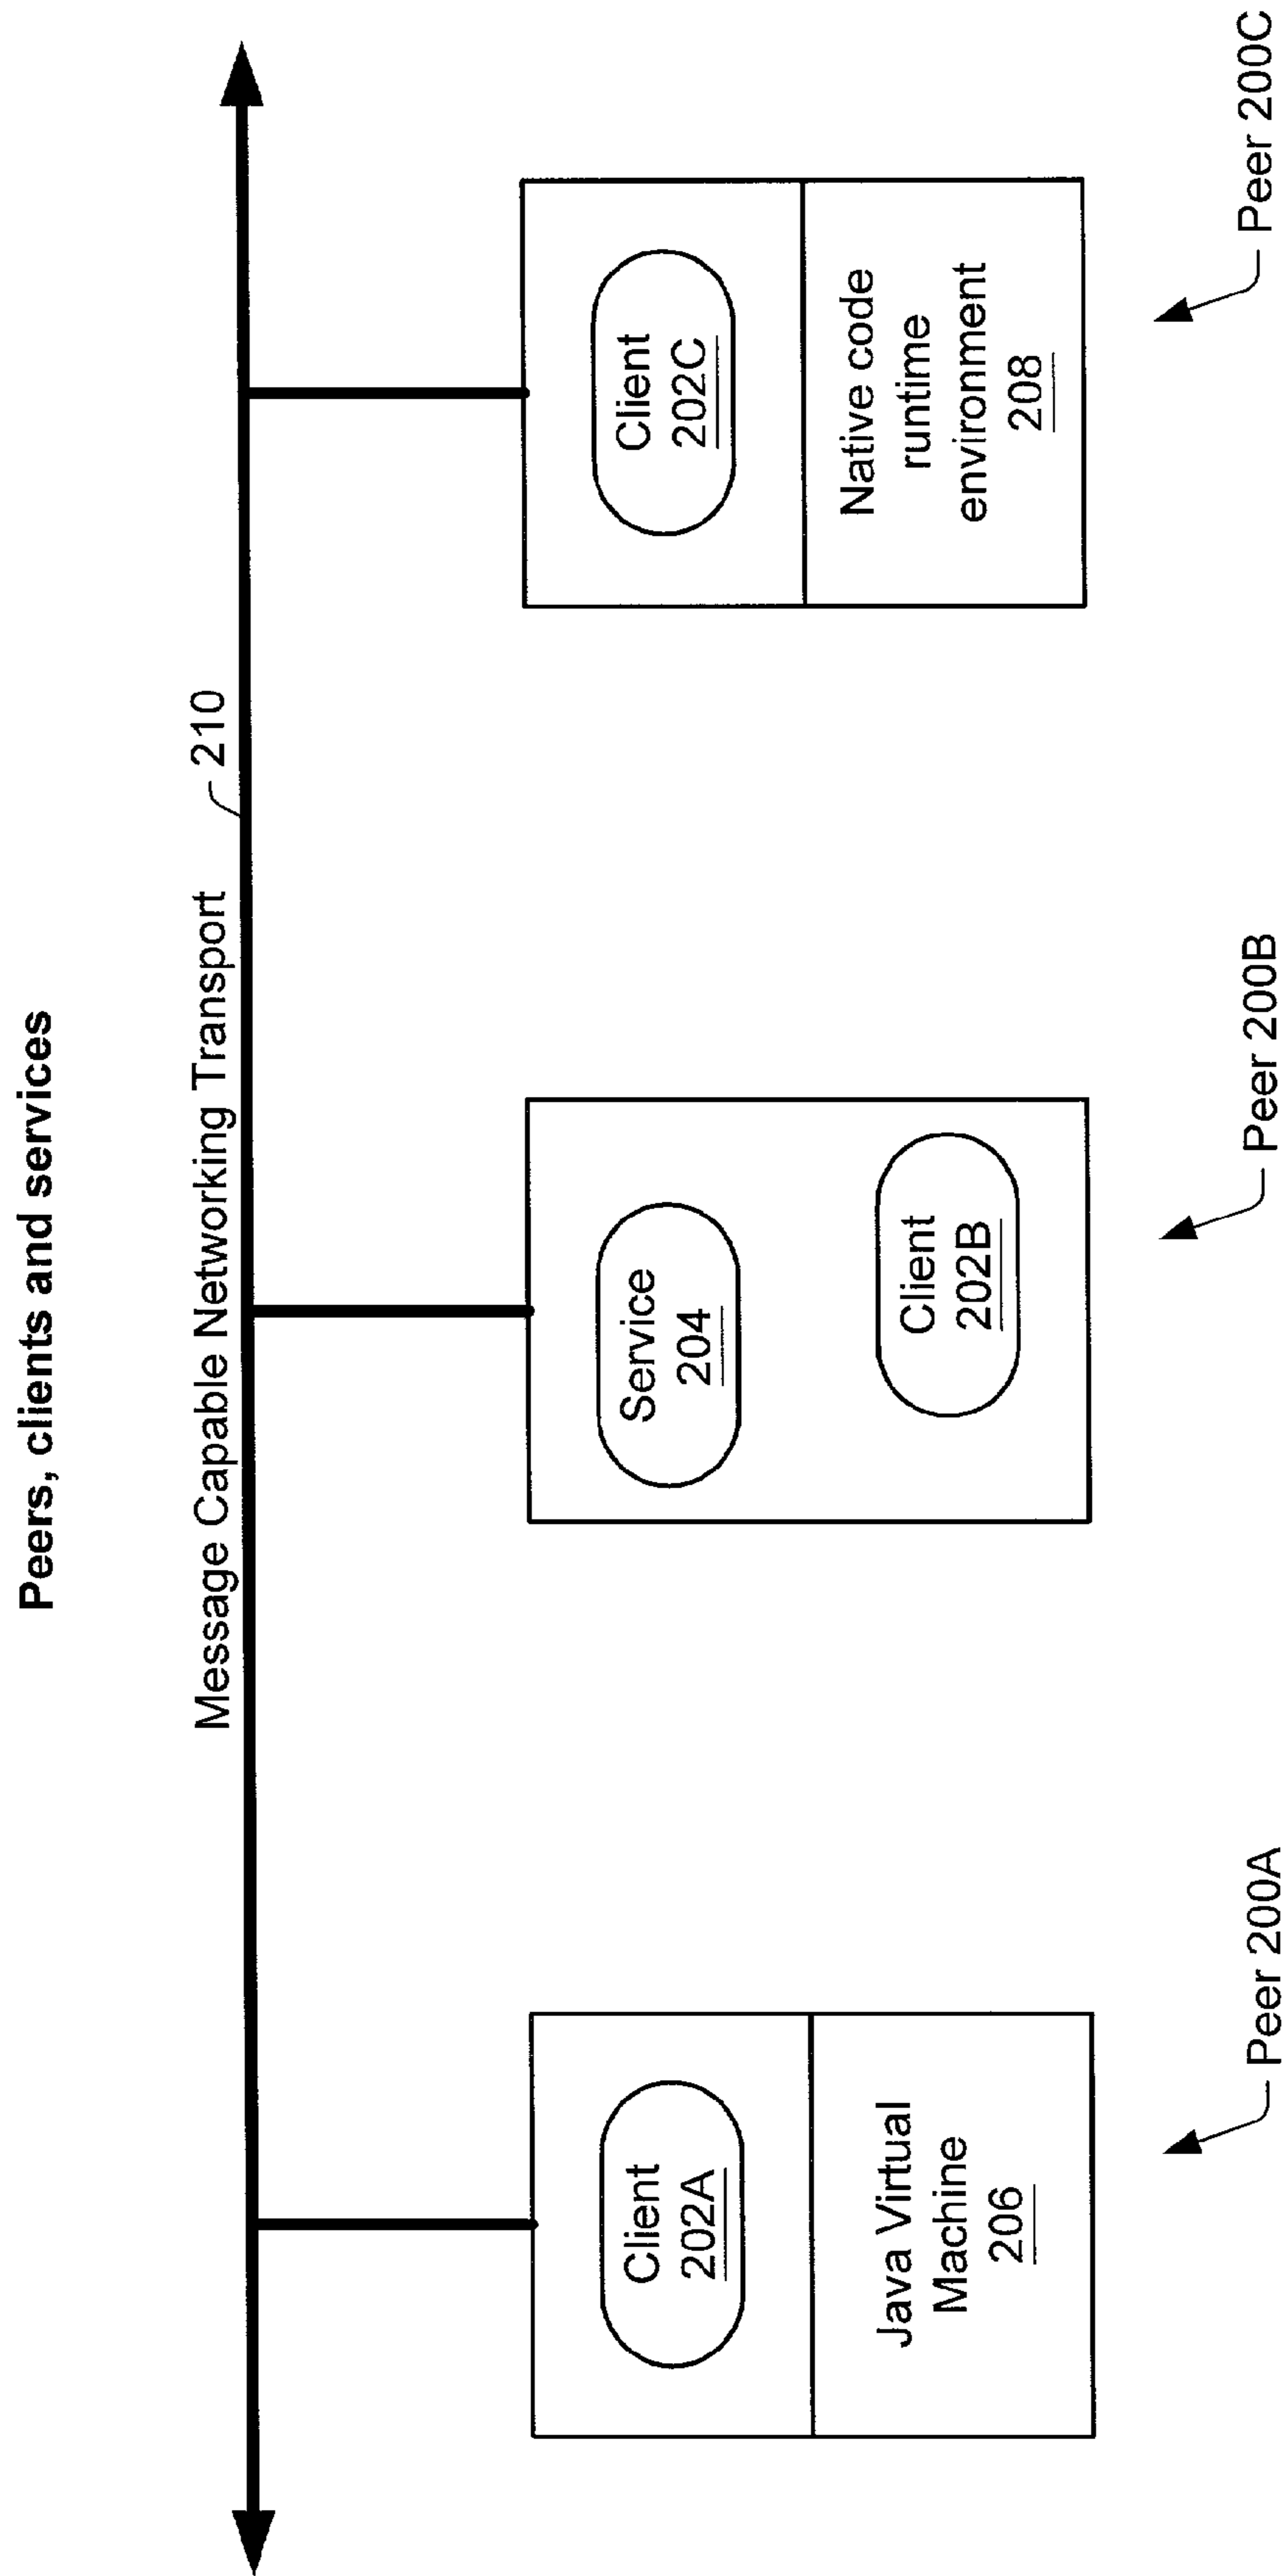 Peers, clients and services
Message Capable Networking Transport
210
Client
202A
Java Virtual
Machine
206
Peer 200A
Service
204
Client
202B
Peer 200B
Client
202C
Native code
runtime
environment
208
Peer 200C